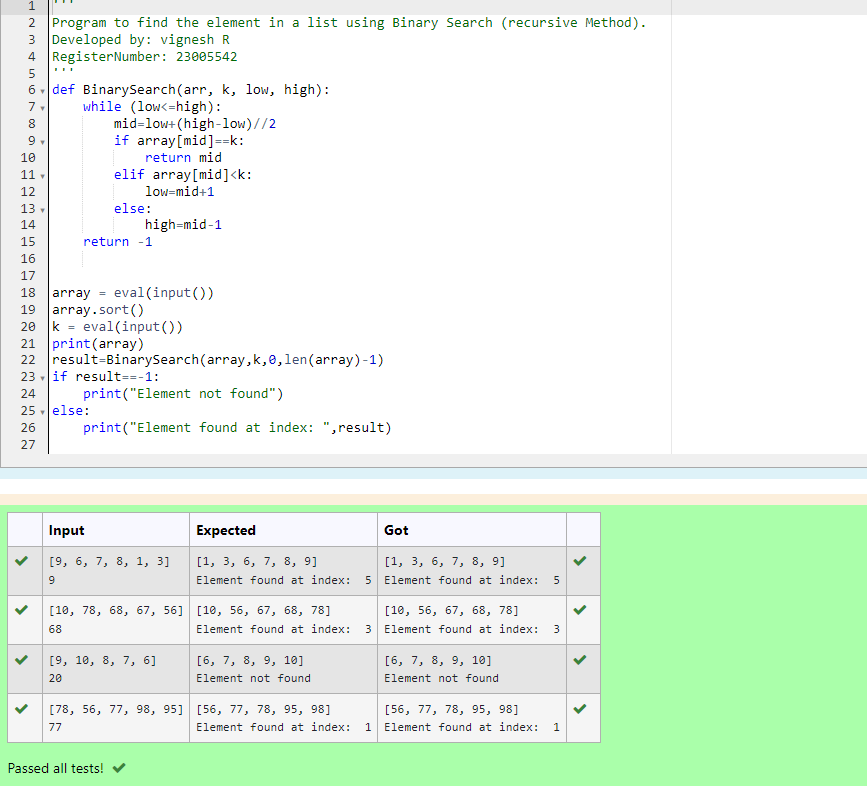 1 '''
2 Program to find the element in a list using Binary Search (recursive Method).
3 Developed by: vignesh R
4 RegisterNumber: 23005542
5 '''
6 def BinarySearch(arr, k, low, high):
7     while (low<=high):
8         mid=low+(high-low)//2
9         if array[mid]==k:
10             return mid
11         elif array[mid]<k:
12             low=mid+1
13         else:
14             high=mid-1
15     return -1
16
17
18 array = eval(input())
19 array.sort()
20 k = eval(input())
21 print(array)
22 result=BinarySearch(array,k,0,len(array)-1)
23 if result==-1:
24     print("Element not found")
25 else:
26     print("Element found at index: ",result)
27
Input Expected Got
[9, 6, 7, 8, 1, 3] [1, 3, 6, 7, 8, 9] [1, 3, 6, 7, 8, 9]
9 Element found at index:  5 Element found at index:  5
[10, 78, 68, 67, 56] [10, 56, 67, 68, 78] [10, 56, 67, 68, 78]
68 Element found at index:  3 Element found at index:  3
[9, 10, 8, 7, 6] [6, 7, 8, 9, 10] [6, 7, 8, 9, 10]
20 Element not found Element not found
[78, 56, 77, 98, 95] [56, 77, 78, 95, 98] [56, 77, 78, 95, 98]
77 Element found at index:  1 Element found at index:  1
Passed all tests!